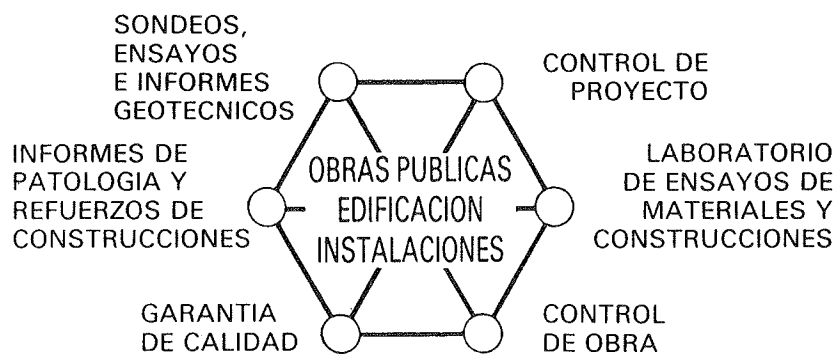 SONDEOS,
ENSAYOS
E INFORMES
GEOTECNICOS
CONTROL DE
PROYECTO
INFORMES DE
PATOLOGIA Y
REFUERZOS DE
CONSTRUCCIONES
OBRAS PUBLICAS
EDIFICACION
INSTALACIONES
LABORATORIO
DE ENSAYOS DE
MATERIALES Y
CONSTRUCCIONES
GARANTIA
DE CALIDAD
CONTROL
DE OBRA